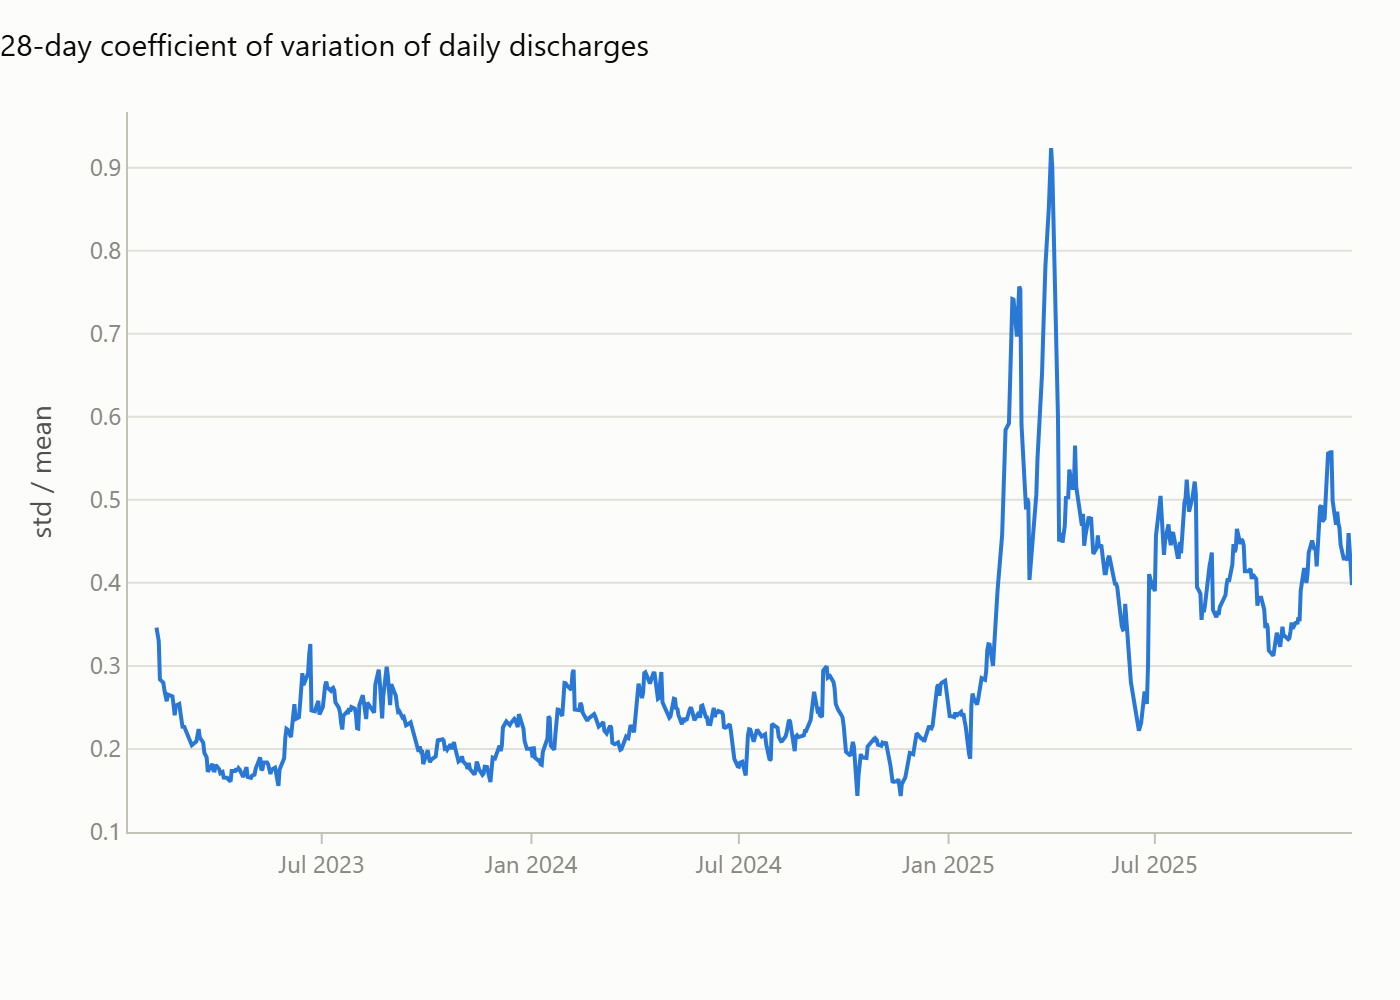 28-day coefficient of variation of daily discharges
std / mean
0.9
0.8
0.7
0.6
0.5
0.4
0.3
0.2
0.1
Jul 2023
Jan 2024
Jul 2024
Jan 2025
Jul 2025